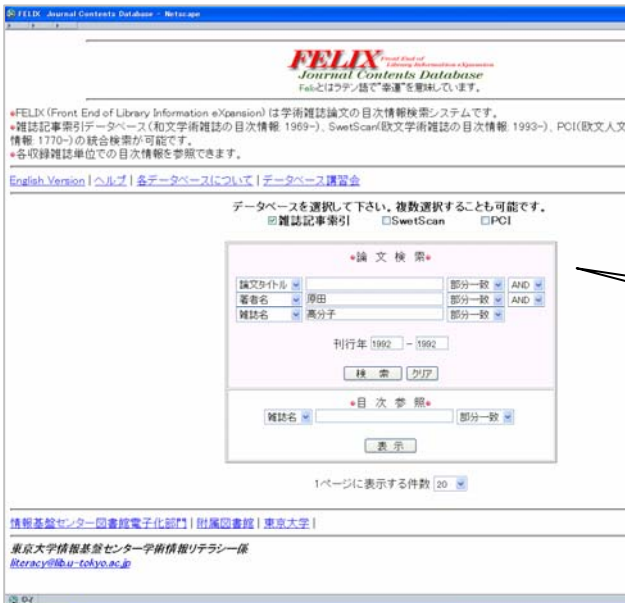 FELIX Journal Contents Database - Netscape
FELIX Front End of Library Information eXpansion
Journal Contents Database
Felixとはラテン語で"幸運"を意味しています。
●FELIX(Front End of Library Information eXpansion) は学術雑誌論文の目次情報検索システムです。
●雑誌記事索引データベース(和文学術雑誌の目次情報: 1969-)、SwetScan(欧文学術雑誌の目次情報: 1993-)、PCI(欧文人文
情報: 1770-)の統合検索が可能です。
●各収録雑誌単位での目次情報を参照できます。
English Version | ヘルプ | 各データベースについて | データベース講習会
データベースを選択して下さい。複数選択することも可能です。
雑誌記事索引 SwetScan PCI
●論 文 検 索●
論文タイトル 部分一致 AND
著者名 原田 部分一致 AND
雑誌名 高分子 部分一致
刊行年 1992 - 1992
検 索 クリア
●目 次 参 照●
雑誌名 部分一致
表 示
1ページに表示する件数 20
情報基盤センター図書館電子化部門 | 附属図書館 | 東京大学 |
東京大学情報基盤センター学術情報リテラシー係
literacy@lib.u-tokyo.ac.jp
完了